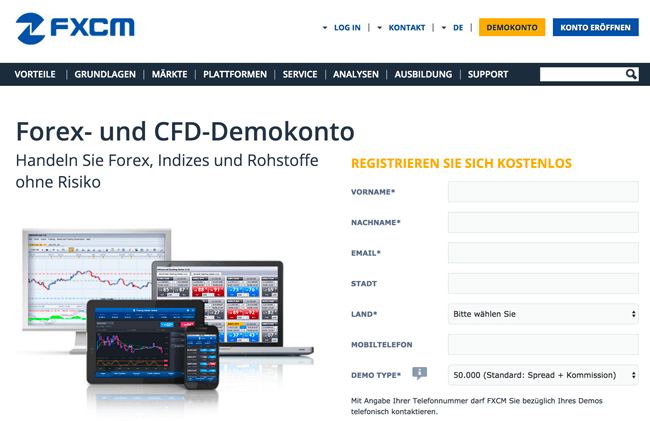 FXCM
LOG IN
KONTAKT
DE
DEMOKONTO
KONTO ERÖFFNEN
VORTEILE
GRUNDLAGEN
MÄRKTE
PLATTFORMEN
SERVICE
ANALYSEN
AUSBILDUNG
SUPPORT
Forex- und CFD-Demokonto
Handeln Sie Forex, Indizes und Rohstoffe
ohne Risiko
REGISTRIEREN SIE SICH KOSTENLOS
VORNAME*
NACHNAME*
EMAIL*
STADT
LAND*
Bitte wählen Sie
MOBILTELEFON
DEMO TYPE*
50.000 (Standard: Spread + Kommission)
Mit Angabe Ihrer Telefonnummer darf FXCM Sie bezüglich Ihres Demos
telefonisch kontaktieren.